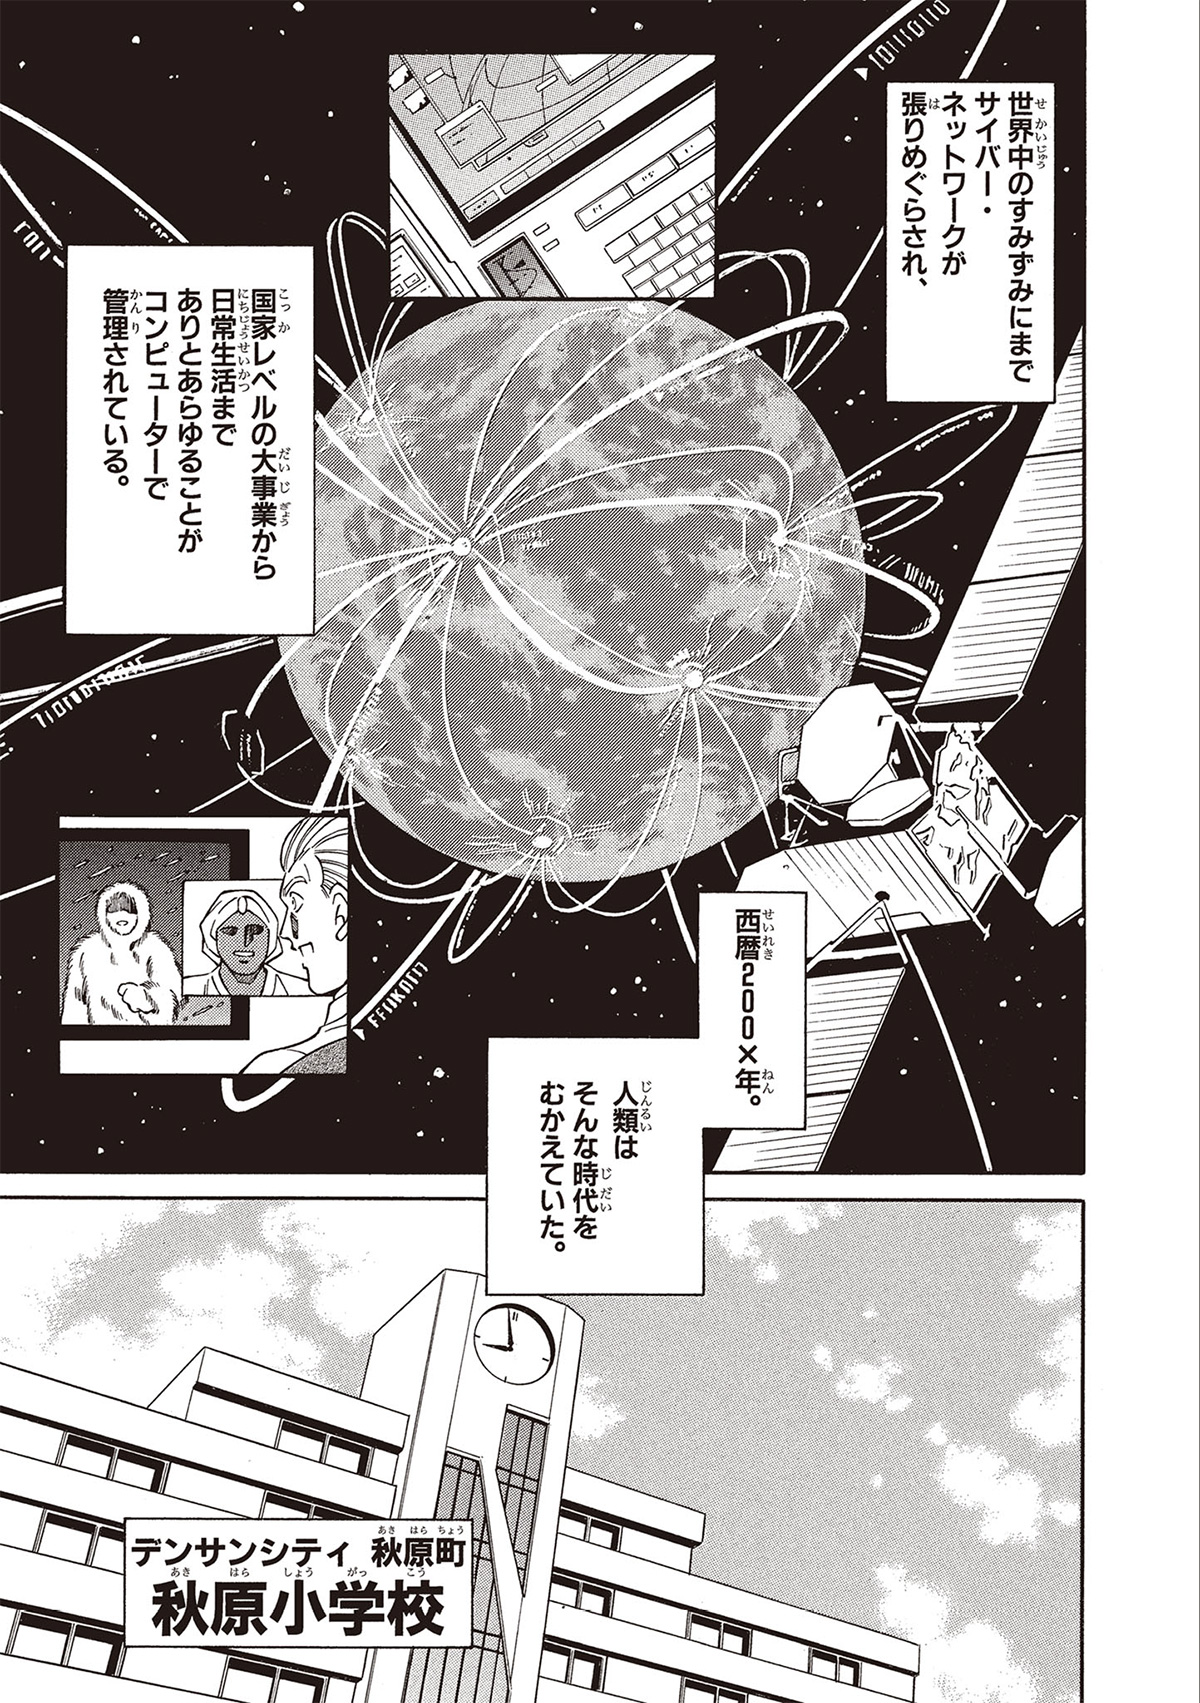 世界中のすみずみにまで
サイバー・
ネットワークが
張りめぐらされ、
国家レベルの大事業から
日常生活まで
ありとあらゆることが
コンピューターで
管理されている。
西暦200×年。
人類は
そんな時代を
むかえていた。
デンサンシティ 秋原町
秋原小学校